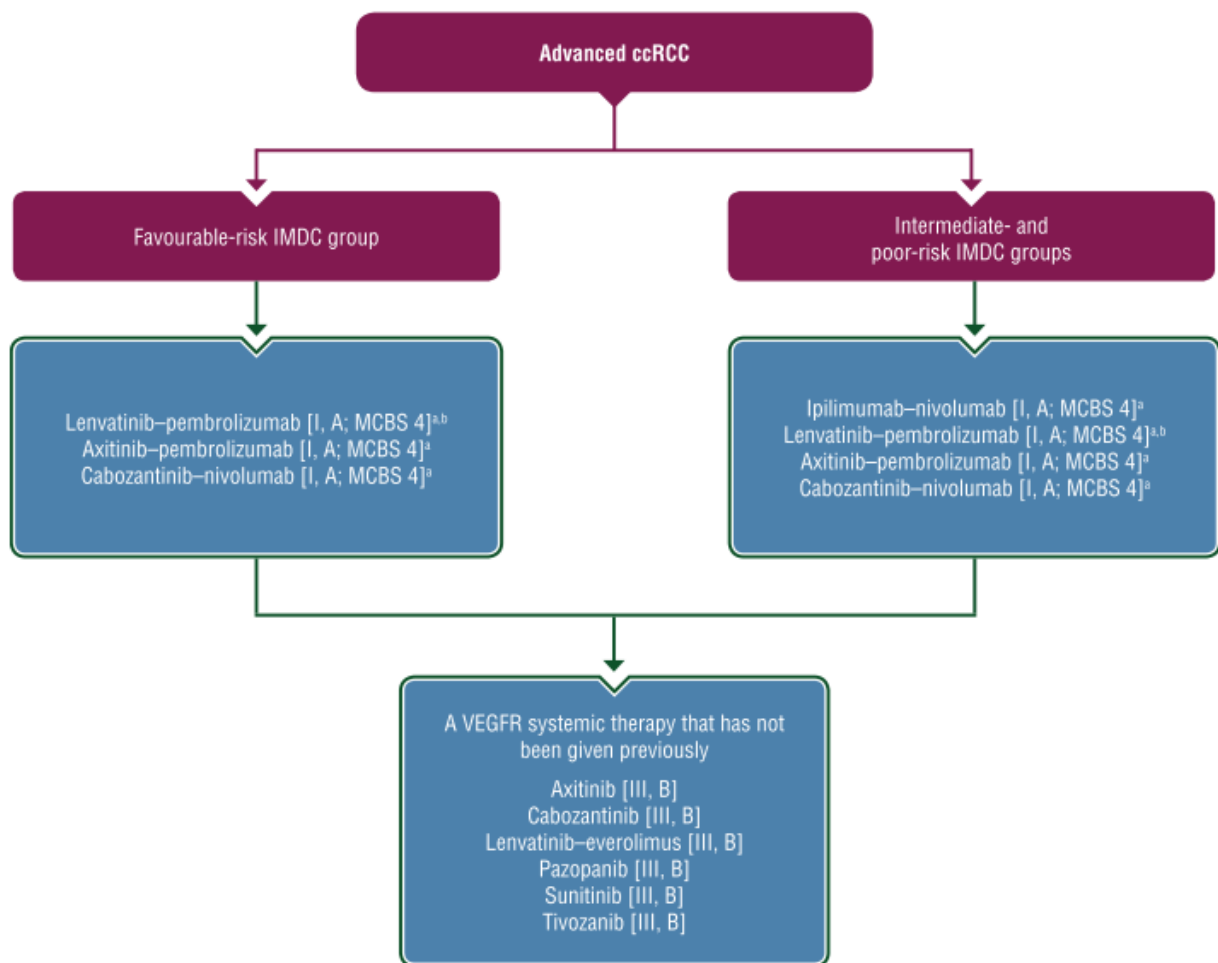 Advanced ccRCC
Favourable-risk IMDC group
Intermediate- and
poor-risk IMDC groups
Lenvatinib–pembrolizumab [I, A; MCBS 4]a,b
Axitinib–pembrolizumab [I, A; MCBS 4]a
Cabozantinib–nivolumab [I, A; MCBS 4]a
Ipilimumab–nivolumab [I, A; MCBS 4]a
Lenvatinib–pembrolizumab [I, A; MCBS 4]a,b
Axitinib–pembrolizumab [I, A; MCBS 4]a
Cabozantinib–nivolumab [I, A; MCBS 4]a
A VEGFR systemic therapy that has not
been given previously
Axitinib [III, B]
Cabozantinib [III, B]
Lenvatinib–everolimus [III, B]
Pazopanib [III, B]
Sunitinib [III, B]
Tivozanib [III, B]